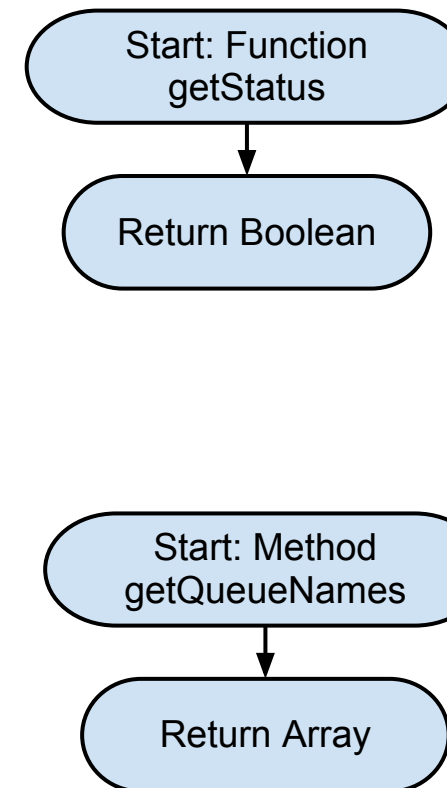 Start: Function
getStatus
Return Boolean
Start: Method
getQueueNames
Return Array